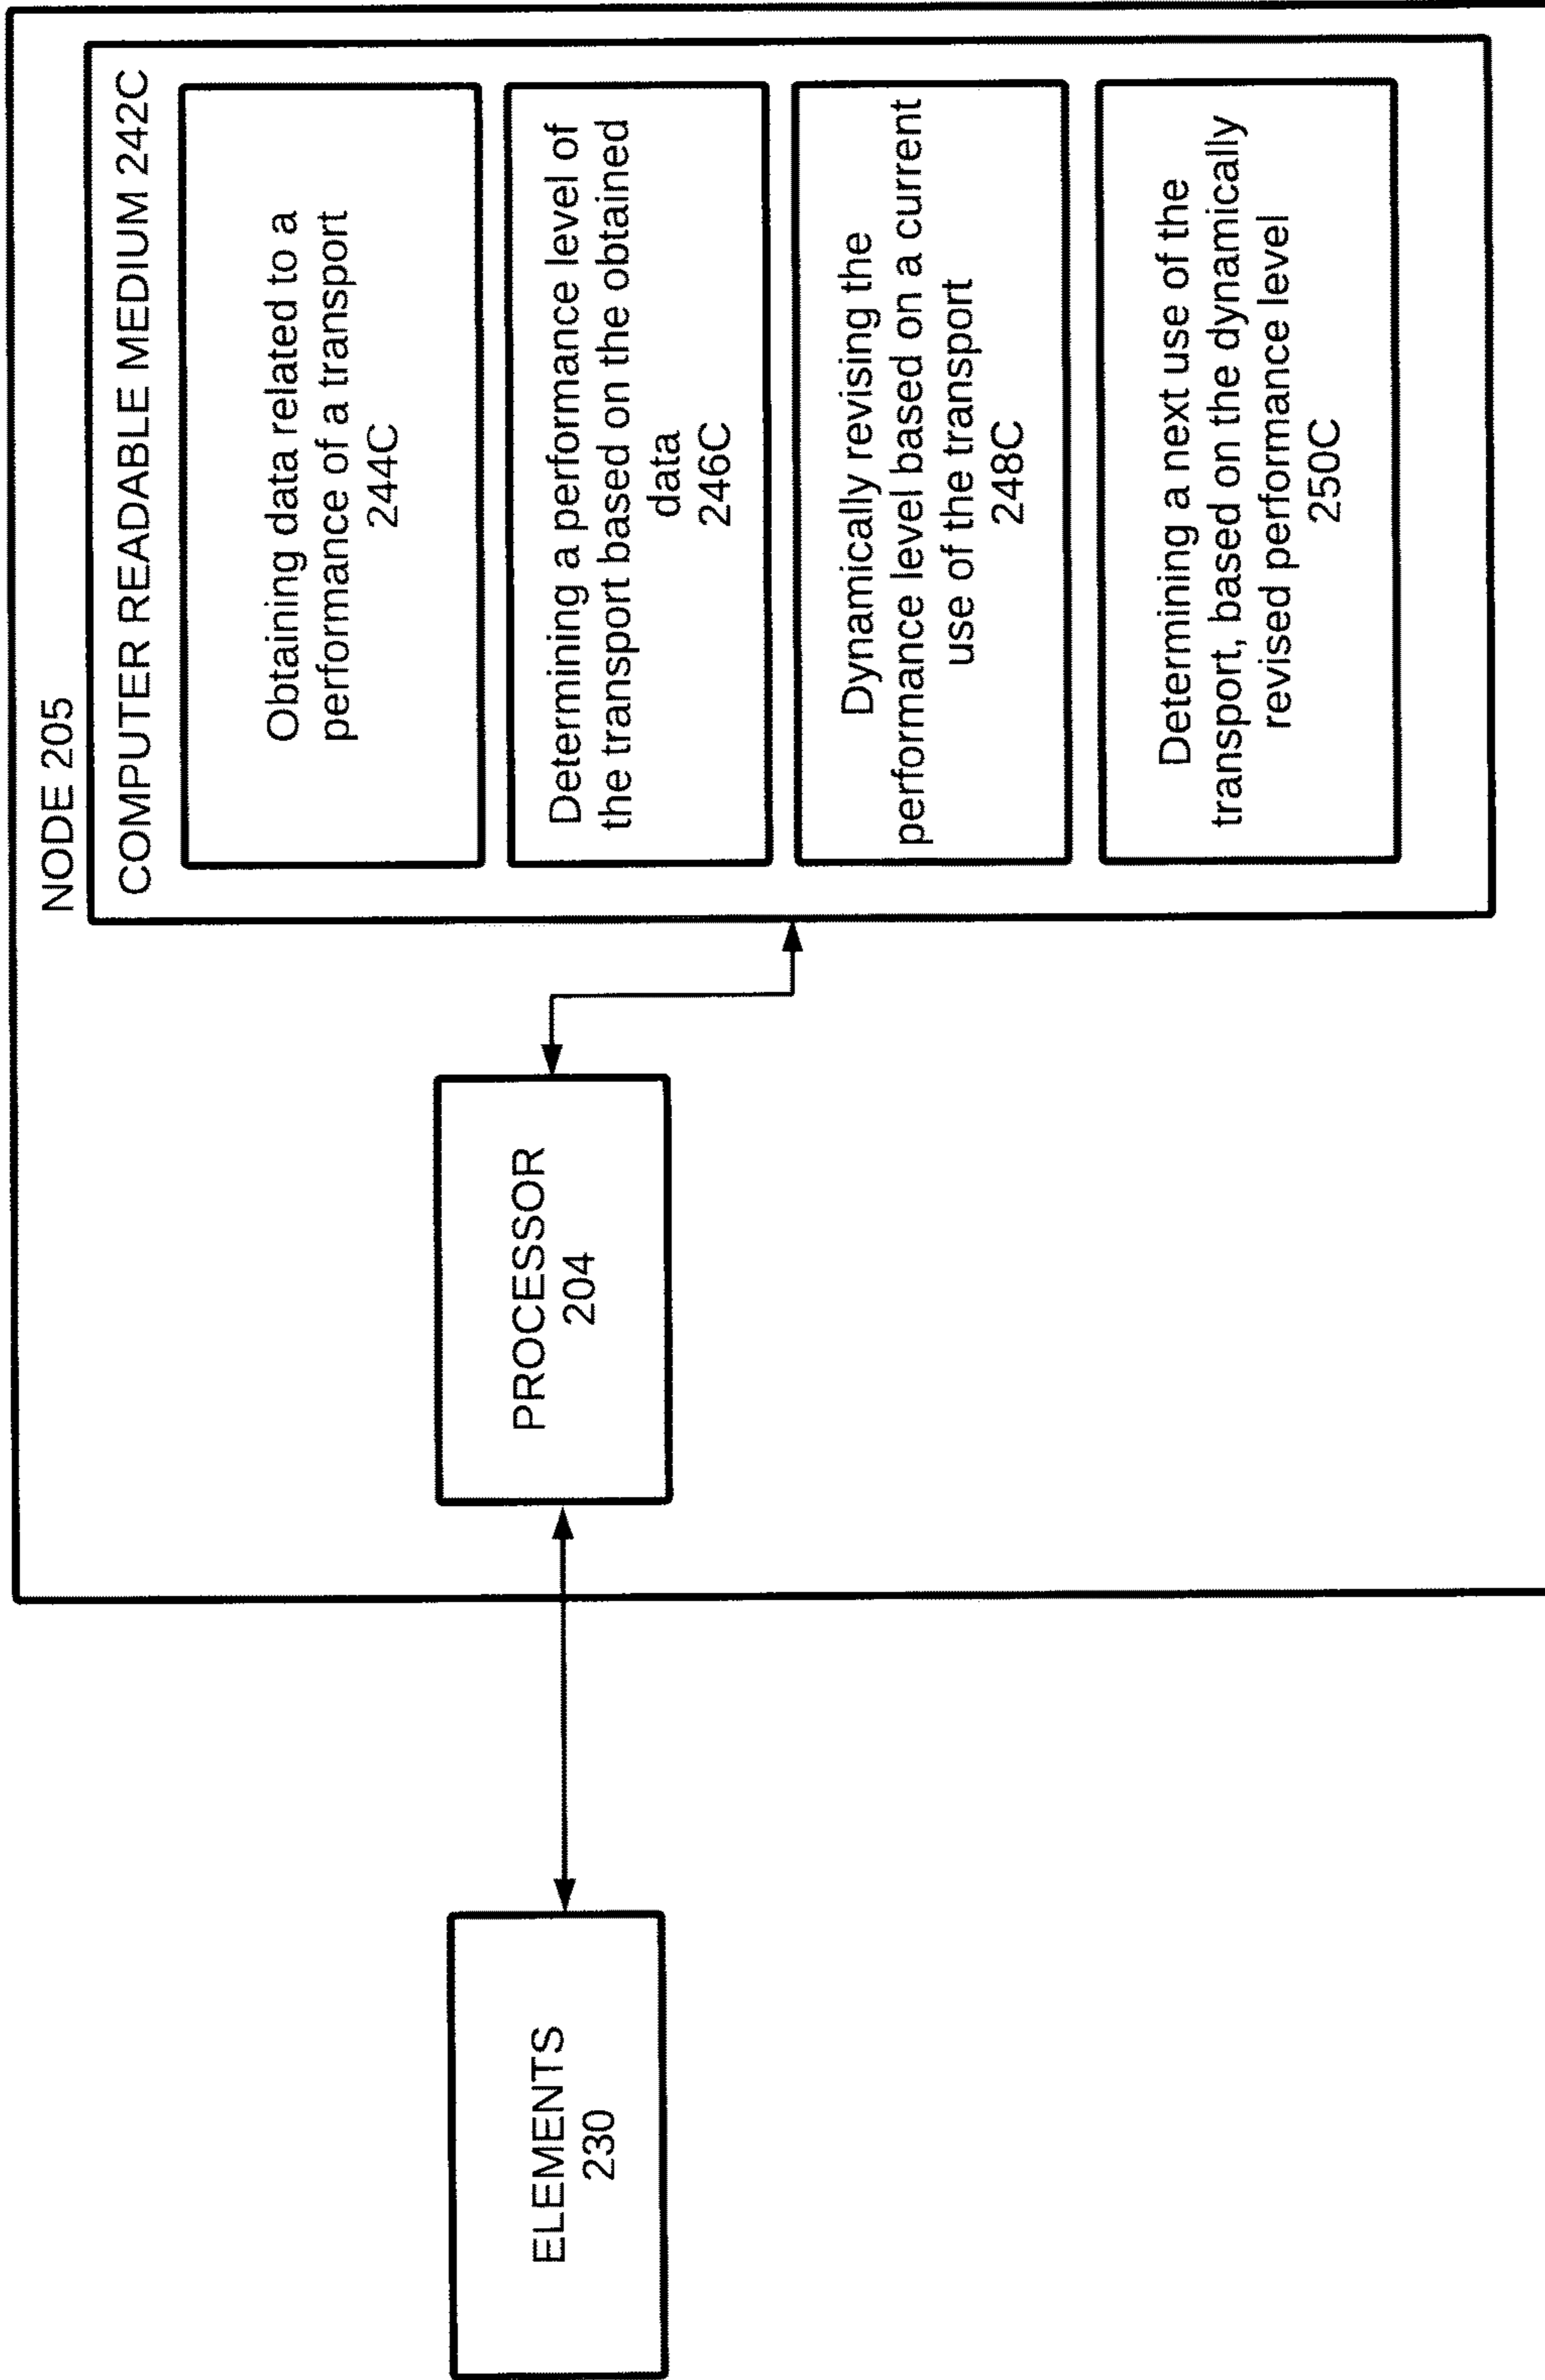 NODE 205
COMPUTER READABLE MEDIUM 242C
Obtaining data related to a
performance of a transport
244C
Determining a performance level of
the transport based on the obtained
data
246C
Dynamically revising the
performance level based on a current
use of the transport
248C
Determining a next use of the
transport, based on the dynamically
revised performance level
250C
PROCESSOR
204
ELEMENTS
230